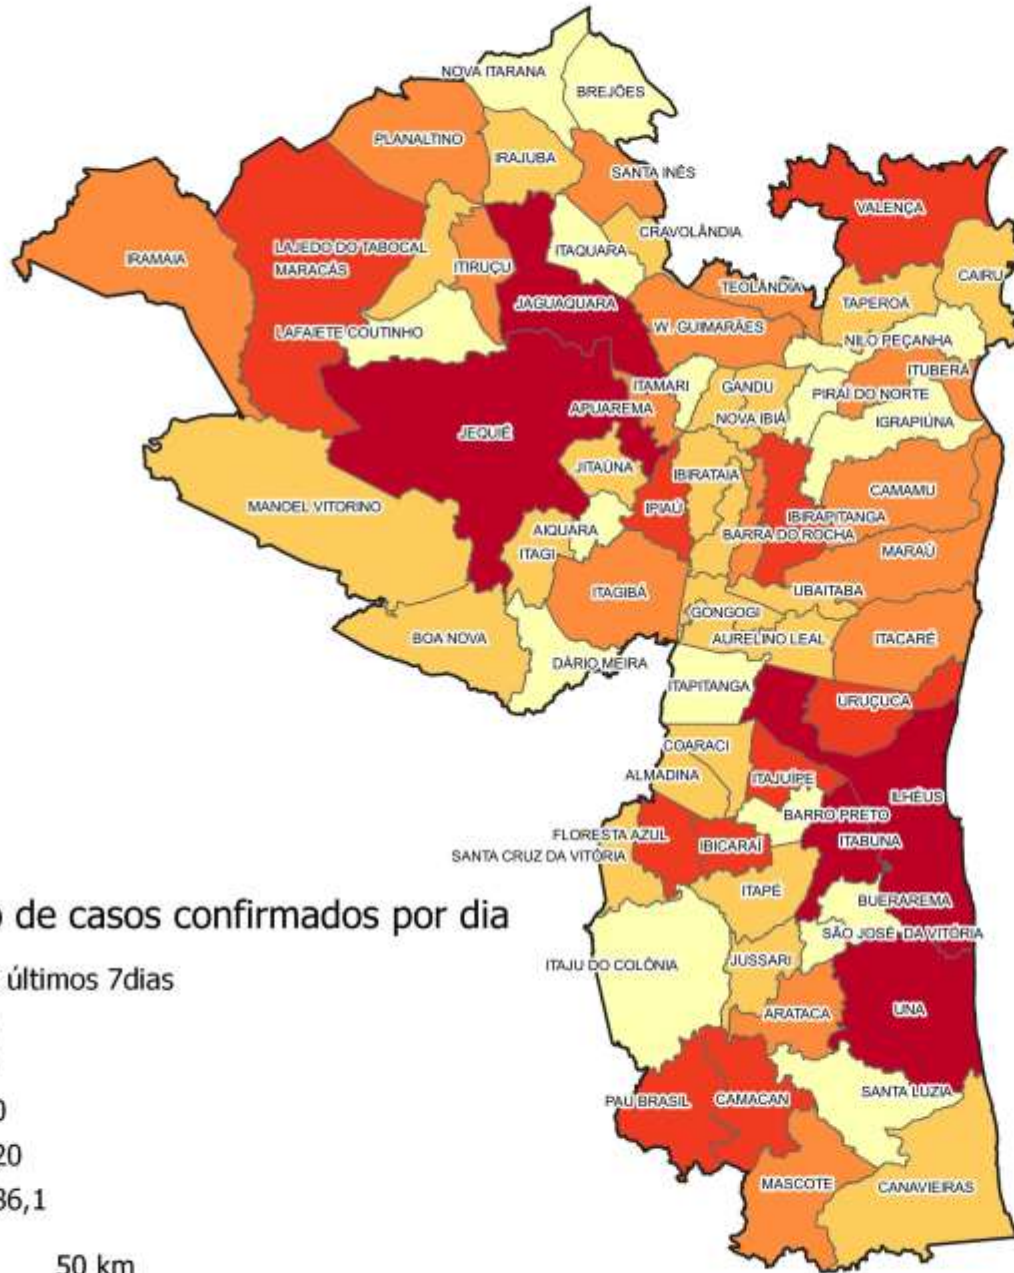 NOVA ITARANA
BREJÕES
PLANALTINO
IRAJUBA
SANTA INÊS
VALENÇA
CRAVOLÂNDIA
LAJEDO DO TABOCAL
ITAQUARA
IRAMAIA
MARACÁS
ITIRUÇU
CAIRU
TEOLÂNDIA
JAGUAQUARA
TAPEROÁ
LAFAIETE COUTINHO
W. GUIMARÃES
NILO PEÇANHA
ITUBERÁ
ITAMARI
GANDU
PIRAÍ DO NORTE
APUAREMA
NOVA IBIÁ
IGRAPIÚNA
JEQUIÉ
JITAÚNA
IBIRATAIA
CAMAMU
MANOEL VITORINO
IPIAÚ
IBIRAPITANGA
AIQUARA
BARRA DO ROCHA
ITAGI
MARAÚ
ITAGIBÁ
UBAITABA
GONGOGI
BOA NOVA
AURELINO LEAL
ITACARÉ
DÁRIO MEIRA
ITAPITANGA
URUÇUCA
COARACI
ALMADINA
ITAJUÍPE
ILHÉUS
BARRO PRETO
FLORESTA AZUL
IBICARAÍ
ITABUNA
SANTA CRUZ DA VITÓRIA
ITAPÉ
BUERAREMA
de casos confirmados por dia
SÃO JOSÉ DA VITÓRIA
ITAJU DO COLÔNIA
JUSSARI
últimos 7dias
ARATACA
UNA
SANTA LUZIA
PAU BRASIL
CAMACAN
20
36,1
MASCOTE
CANAVIEIRAS
50 km